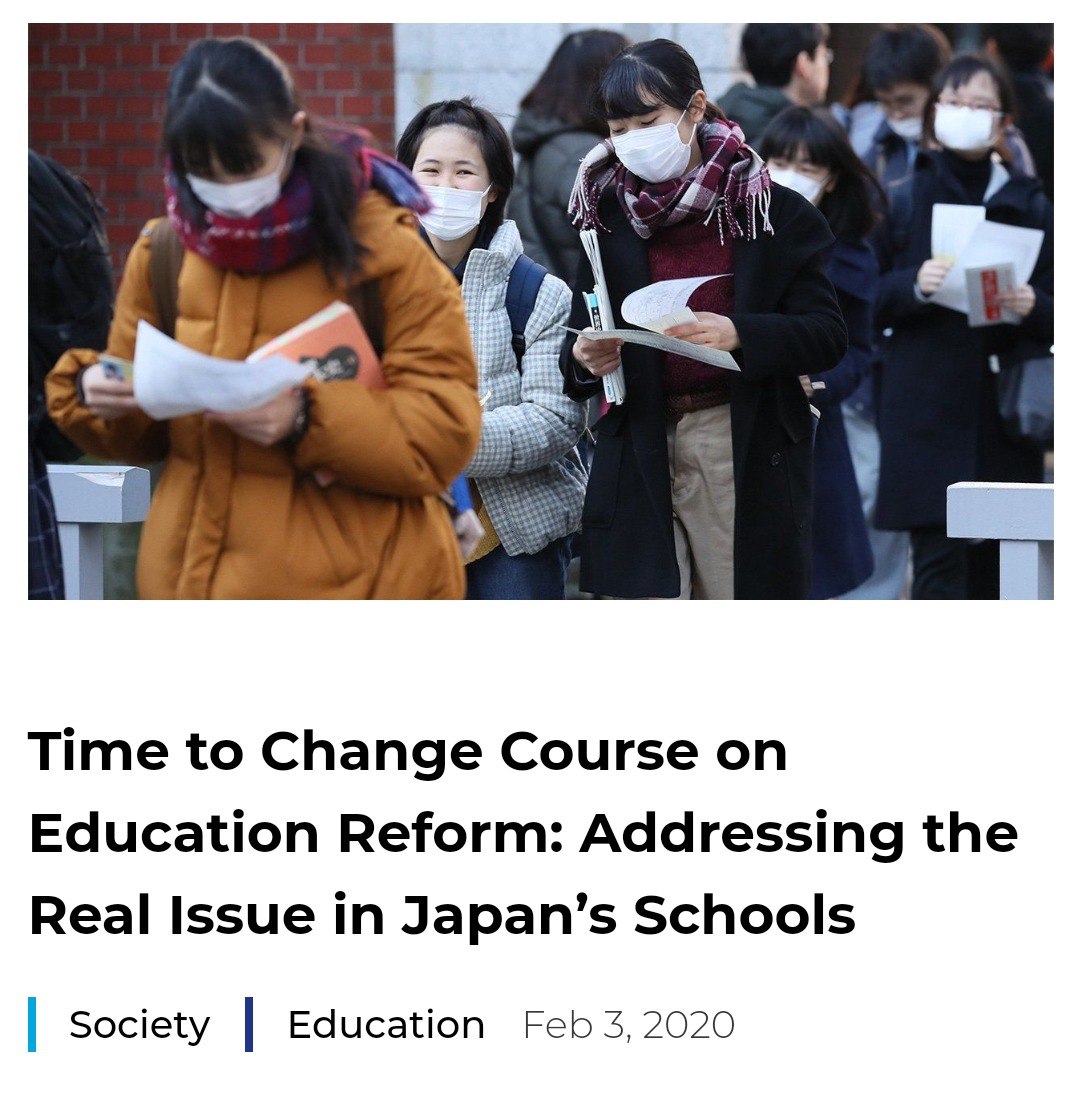 Time to Change Course on
Education Reform: Addressing the
Real Issue in Japan’s Schools
Society Education Feb 3, 2020